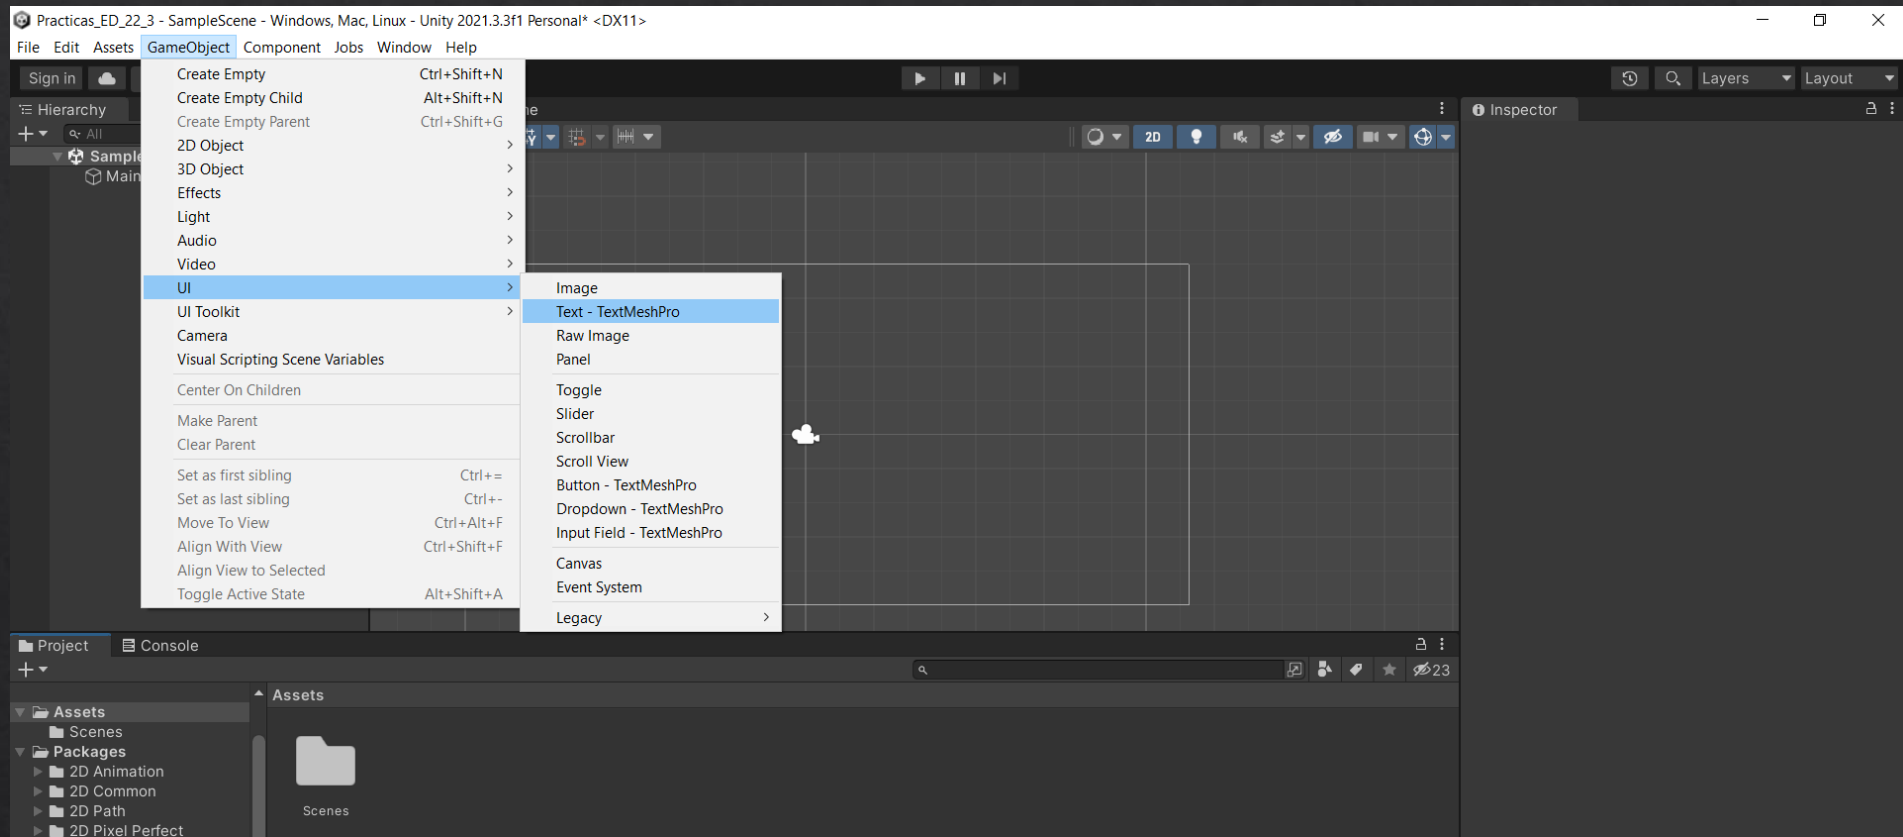 Practicas_ED_22_3 - SampleScene - Windows, Mac, Linux - Unity 2021.3.3f1 Personal* <DX11>
File Edit Assets GameObject Component Jobs Window Help
Sign in
Layers
Layout
Create Empty Ctrl+Shift+N
Create Empty Child Alt+Shift+N
Create Empty Parent Ctrl+Shift+G
2D Object
3D Object
Effects
Light
Audio
Video
UI
UI Toolkit
Camera
Visual Scripting Scene Variables
Center On Children
Make Parent
Clear Parent
Set as first sibling Ctrl+=
Set as last sibling Ctrl+-
Move To View Ctrl+Alt+F
Align With View Ctrl+Shift+F
Align View to Selected
Toggle Active State Alt+Shift+A
Image
Text - TextMeshPro
Raw Image
Panel
Toggle
Slider
Scrollbar
Scroll View
Button - TextMeshPro
Dropdown - TextMeshPro
Input Field - TextMeshPro
Canvas
Event System
Legacy
Hierarchy
All
Sample
Main
2D
Inspector
Project Console
23
Assets
Scenes
Packages
2D Animation
2D Common
2D Path
2D Pixel Perfect
Assets
Scenes